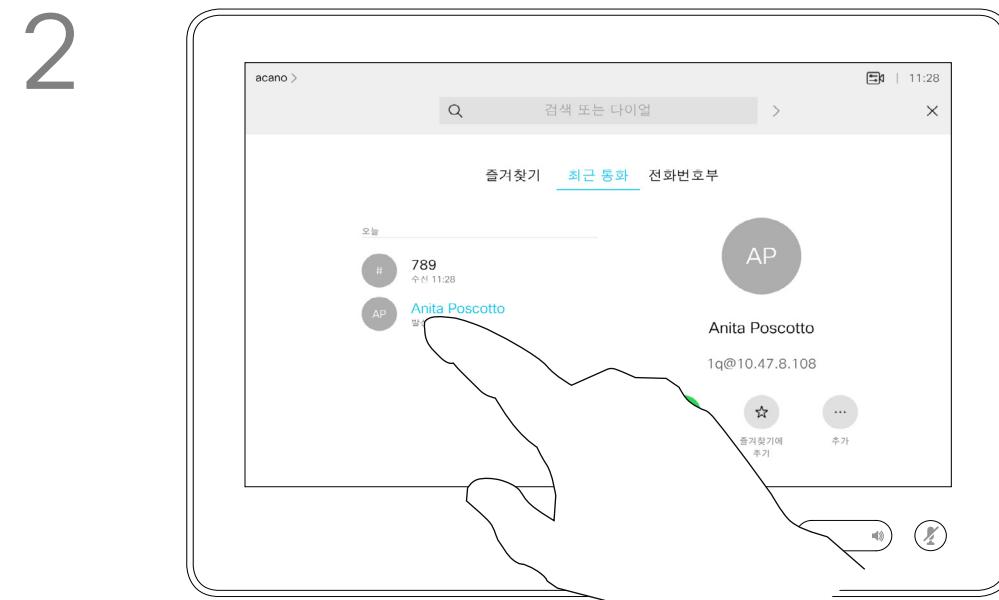 2
acano >
11:28
검색 또는 다이얼
즐겨찾기 최근 통화 전화번호부
오늘
# 789
수신 11:28
AP Anita Poscotto
AP
Anita Poscotto
1q@10.47.8.108
즐겨찾기에
추가
추가